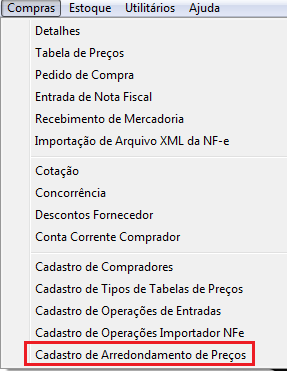 Compras Estoque Utilitários Ajuda
Detalhes
Tabela de Preços
Pedido de Compra
Entrada de Nota Fiscal
Recebimento de Mercadoria
Importação de Arquivo XML da NF-e
Cotação
Concorrência
Descontos Fornecedor
Conta Corrente Comprador
Cadastro de Compradores
Cadastro de Tipos de Tabelas de Preços
Cadastro de Operações de Entradas
Cadastro de Operações Importador NFe
Cadastro de Arredondamento de Preços